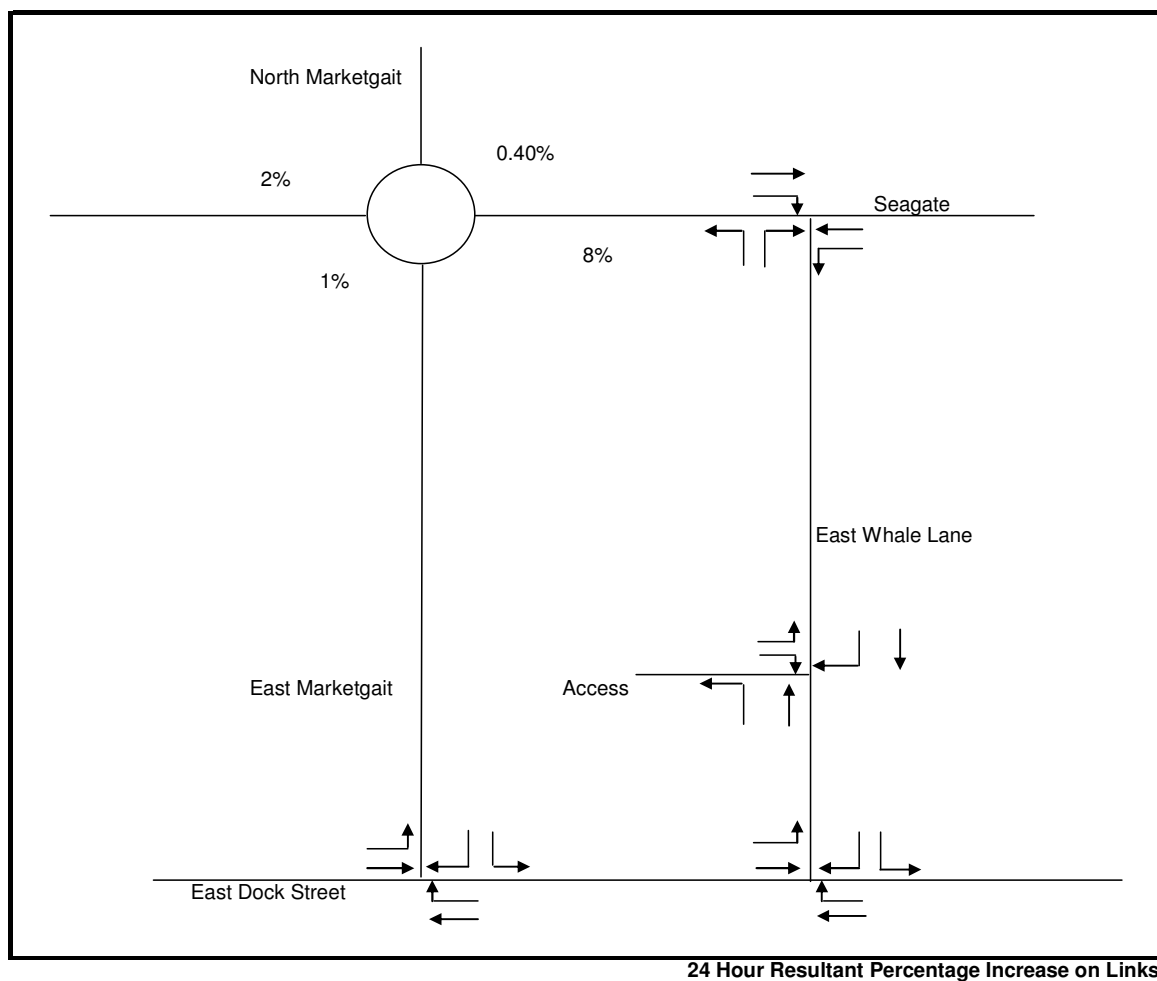 North Marketgait
0.40%
2%
Seagate
8%
1%
East Whale Lane
East Marketgait
Access
East Dock Street
24 Hour Resultant Percentage Increase on Links